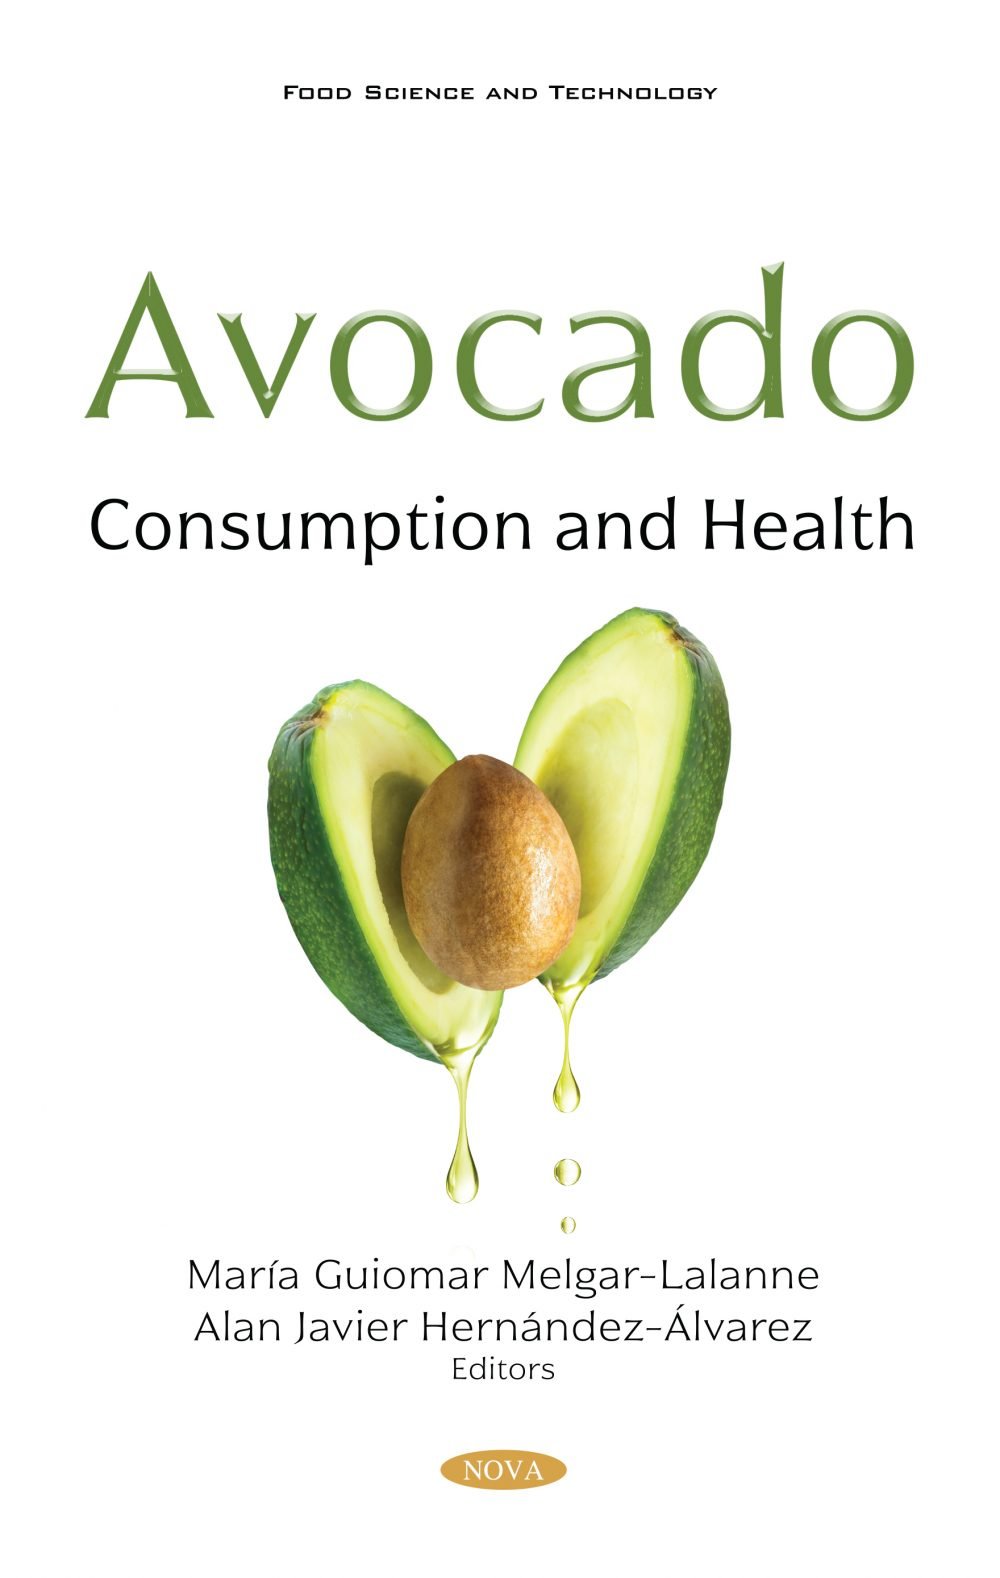 Food Science and Technology
Avocado
Consumption and Health
María Guiomar Melgar-Lalanne
Alan Javier Hernández-Álvarez
Editors
NOVA